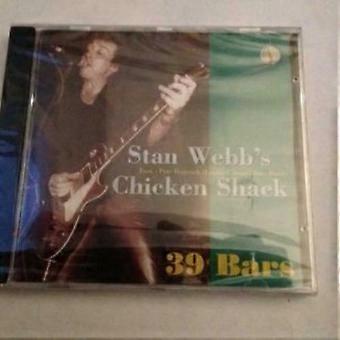 Stan Webb's
Chicken Shack
39 Bars